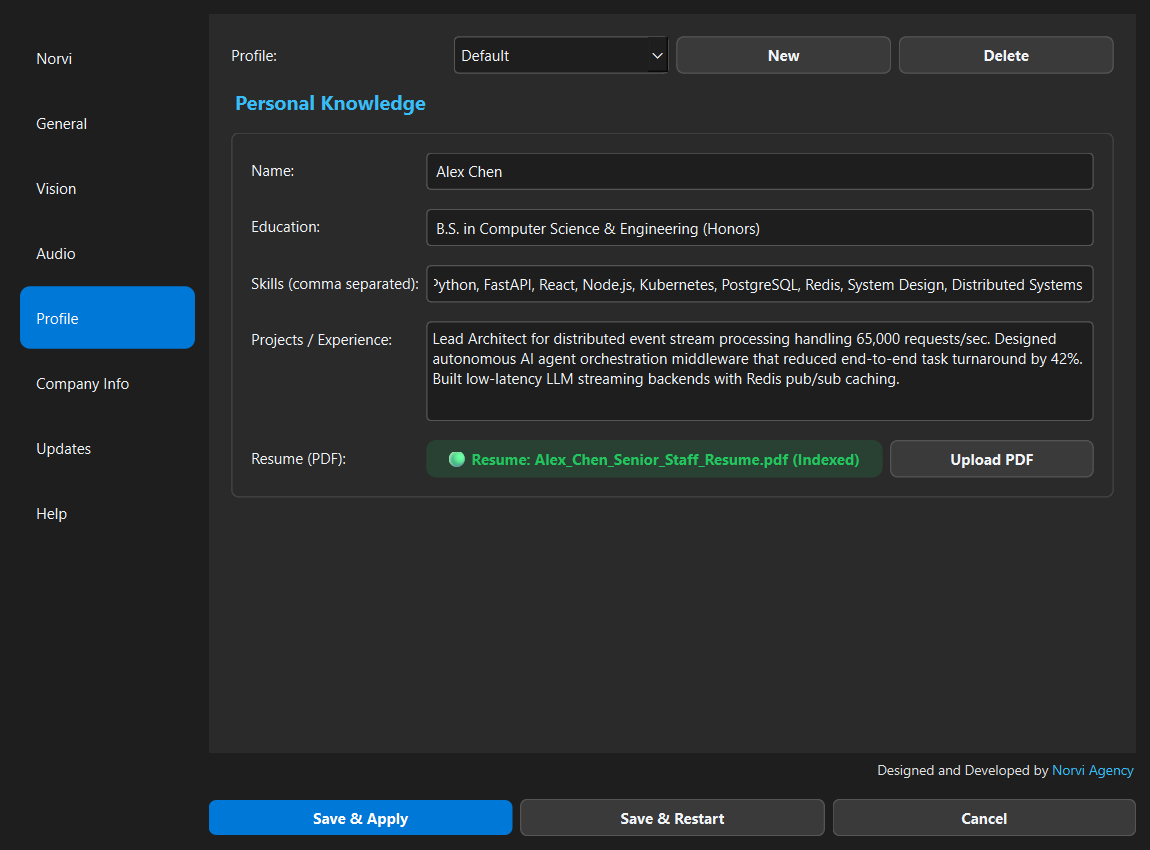 Norvi
General
Vision
Audio
Profile
Company Info
Updates
Help
Profile: Default New Delete
Personal Knowledge
Name: Alex Chen
Education: B.S. in Computer Science & Engineering (Honors)
Skills (comma separated): Python, FastAPI, React, Node.js, Kubernetes, PostgreSQL, Redis, System Design, Distributed Systems
Projects / Experience: Lead Architect for distributed event stream processing handling 65,000 requests/sec. Designed
autonomous AI agent orchestration middleware that reduced end-to-end task turnaround by 42%.
Built low-latency LLM streaming backends with Redis pub/sub caching.
Resume (PDF): Resume: Alex_Chen_Senior_Staff_Resume.pdf (Indexed) Upload PDF
Designed and Developed by Norvi Agency
Save & Apply Save & Restart Cancel